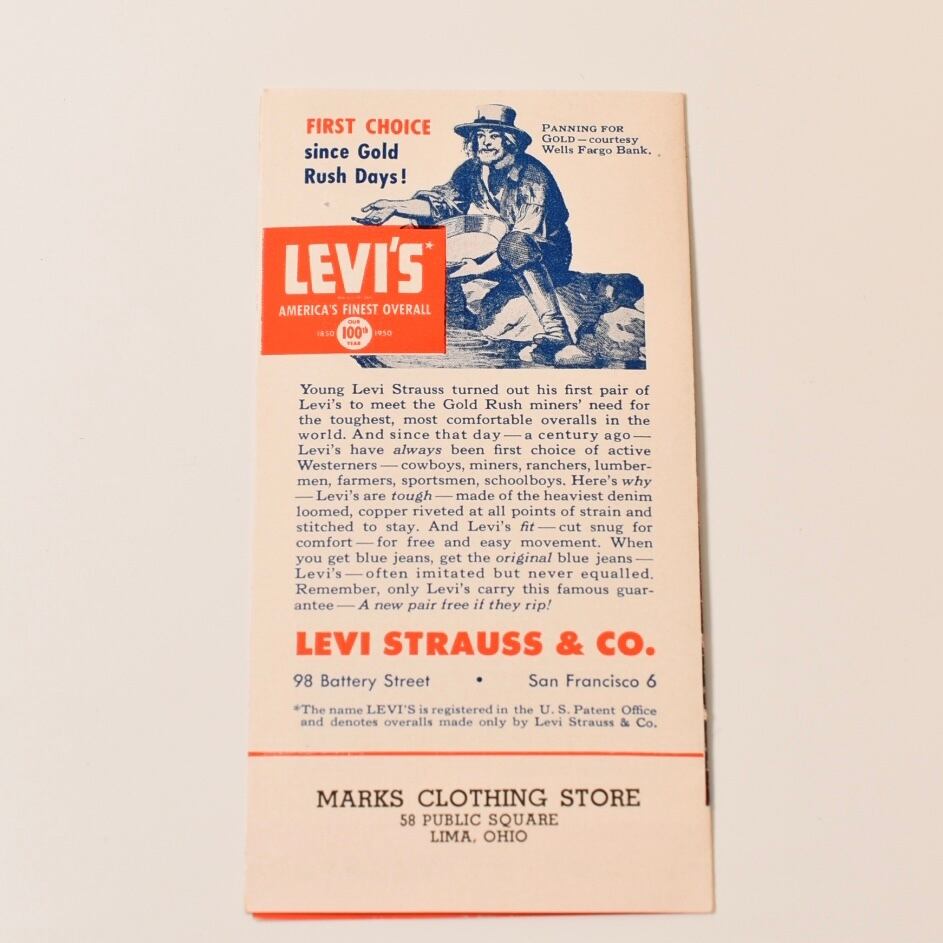 FIRST CHOICE
since Gold
Rush Days!
PANNING FOR
GOLD — courtesy
Wells Fargo Bank.
LEVI'S*
AMERICA'S FINEST OVERALL
OUR
1850 100th 1950
YEAR
Young Levi Strauss turned out his first pair of
Levi's to meet the Gold Rush miners' need for
the toughest, most comfortable overalls in the
world. And since that day — a century ago —
Levi's have always been first choice of active
Westerners — cowboys, miners, ranchers, lumber-
men, farmers, sportsmen, schoolboys. Here's why
— Levi's are tough — made of the heaviest denim
loomed, copper riveted at all points of strain and
stitched to stay. And Levi's fit — cut snug for
comfort — for free and easy movement. When
you get blue jeans, get the original blue jeans —
Levi's — often imitated but never equalled.
Remember, only Levi's carry this famous guar-
antee — A new pair free if they rip!
LEVI STRAUSS & CO.
98 Battery Street • San Francisco 6
*The name LEVI'S is registered in the U. S. Patent Office
and denotes overalls made only by Levi Strauss & Co.
MARKS CLOTHING STORE
58 PUBLIC SQUARE
LIMA, OHIO